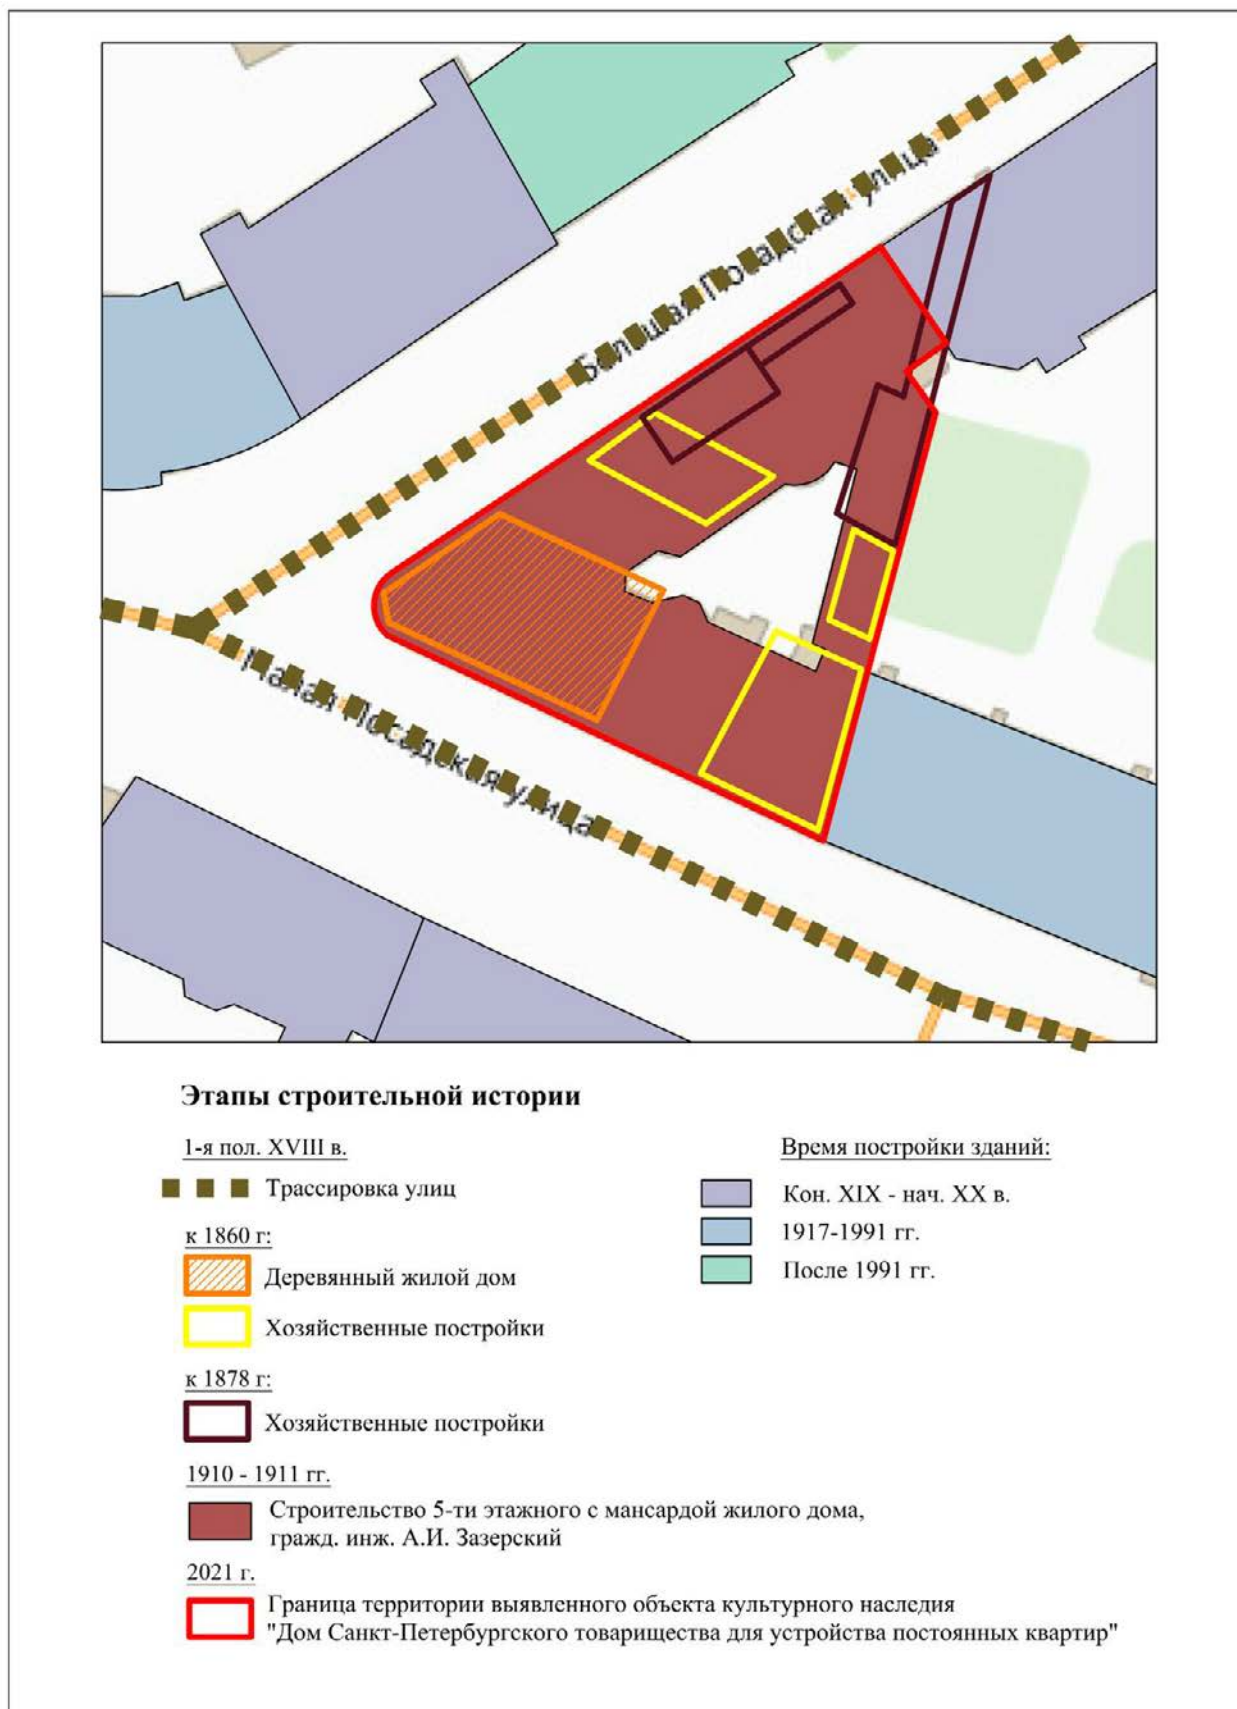 Большая Посадская улица
Малая Посадская улица
Этапы строительной истории
1-я пол. XVIII в.
Трассировка улиц
к 1860 г:
Деревянный жилой дом
Хозяйственные постройки
к 1878 г:
Хозяйственные постройки
1910 - 1911 гг.
Строительство 5-ти этажного с мансардой жилого дома,
гражд. инж. А.И. Зазерский
2021 г.
Граница территории выявленного объекта культурного наследия
"Дом Санкт-Петербургского товарищества для устройства постоянных квартир"
Время постройки зданий:
Кон. XIX - нач. XX в.
1917-1991 гг.
После 1991 гг.